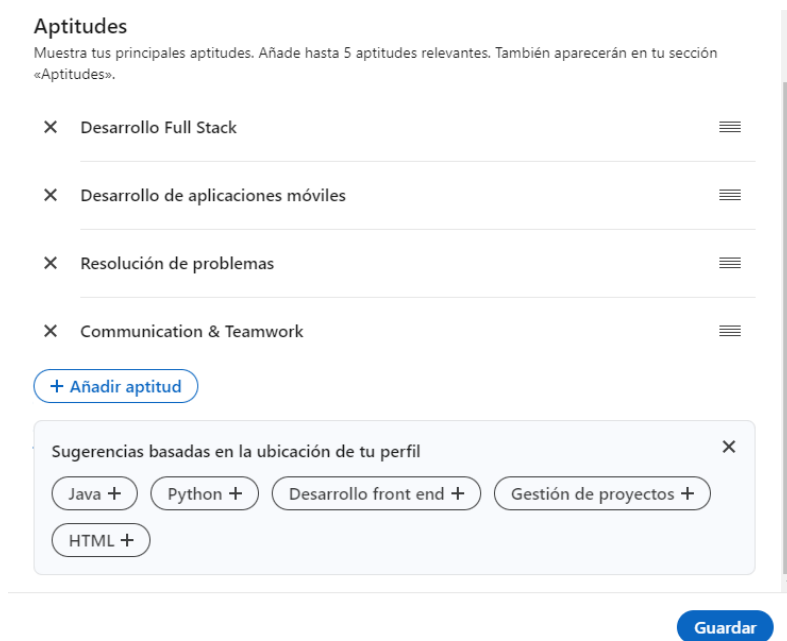 Aptitudes
Muestra tus principales aptitudes. Añade hasta 5 aptitudes relevantes. También aparecerán en tu sección
«Aptitudes».
Desarrollo Full Stack
Desarrollo de aplicaciones móviles
Resolución de problemas
Communication & Teamwork
+ Añadir aptitud
Sugerencias basadas en la ubicación de tu perfil
Java + Python + Desarrollo front end + Gestión de proyectos +
HTML +
Guardar